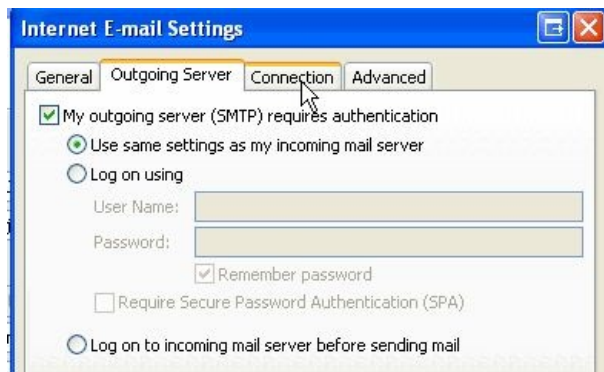 Internet E-mail Settings
General Outgoing Server Connection Advanced
My outgoing server (SMTP) requires authentication
Use same settings as my incoming mail server
Log on using
User Name:
Password:
Remember password
Require Secure Password Authentication (SPA)
Log on to incoming mail server before sending mail